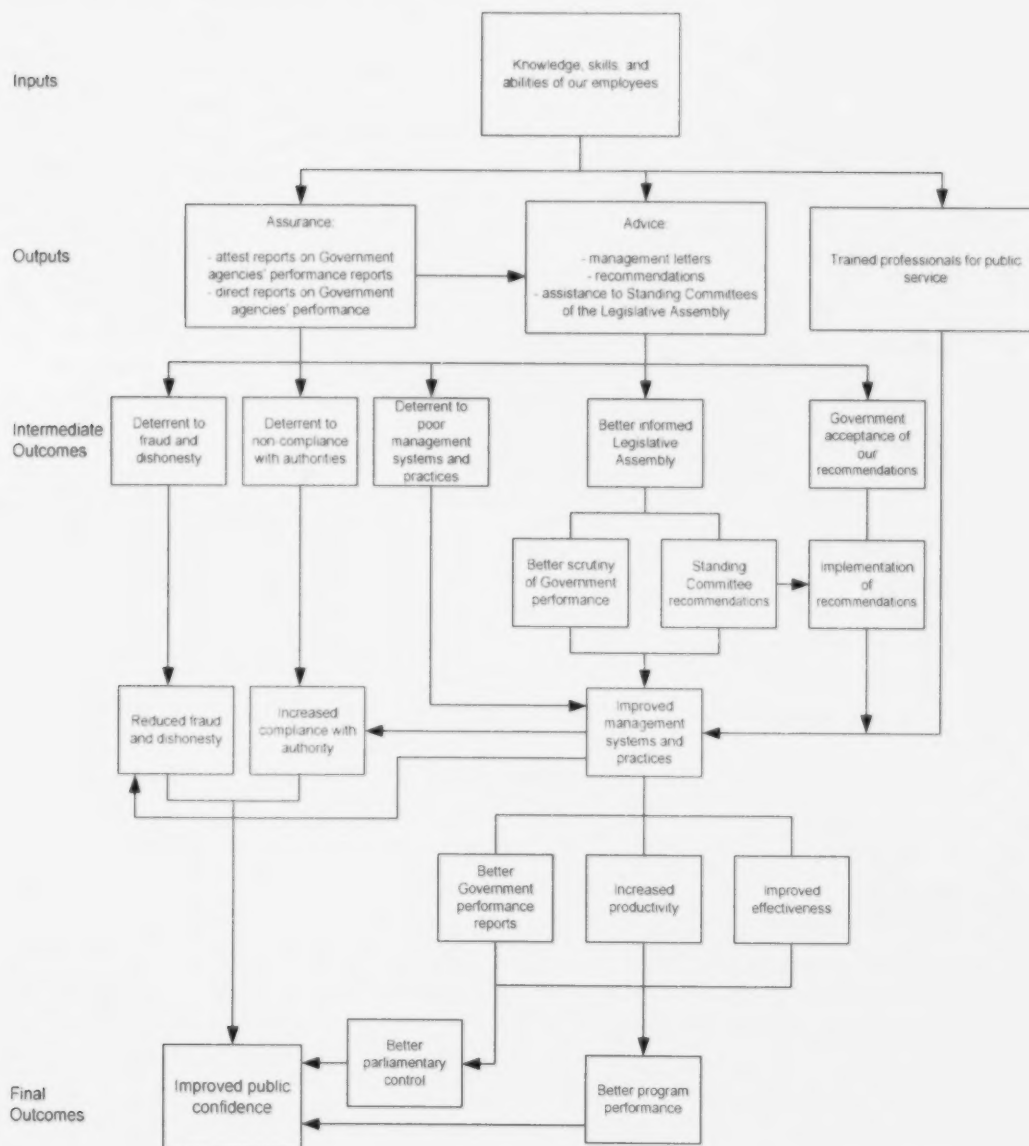 Inputs
Knowledge, skills, and
abilities of our employees
Outputs
Assurance:
- attest reports on Government
agencies' performance reports
- direct reports on Government
agencies' performance
Advice:
- management letters
- recommendations
- assistance to Standing Committees
of the Legislative Assembly
Trained professionals for public
service
Intermediate
Outcomes
Deterrent to
fraud and
dishonesty
Deterrent to
non-compliance
with authorities
Deterrent to
poor
management
systems and
practices
Better informed
Legislative
Assembly
Government
acceptance of
our
recommendations
Better scrutiny
of Government
performance
Standing
Committee
recommendations
Implementation
of
recommendations
Reduced fraud
and dishonesty
Increased
compliance with
authority
Improved
management
systems and
practices
Better
Government
performance
reports
Increased
productivity
Improved
effectiveness
Better
parliamentary
control
Final
Outcomes
Improved public
confidence
Better program
performance